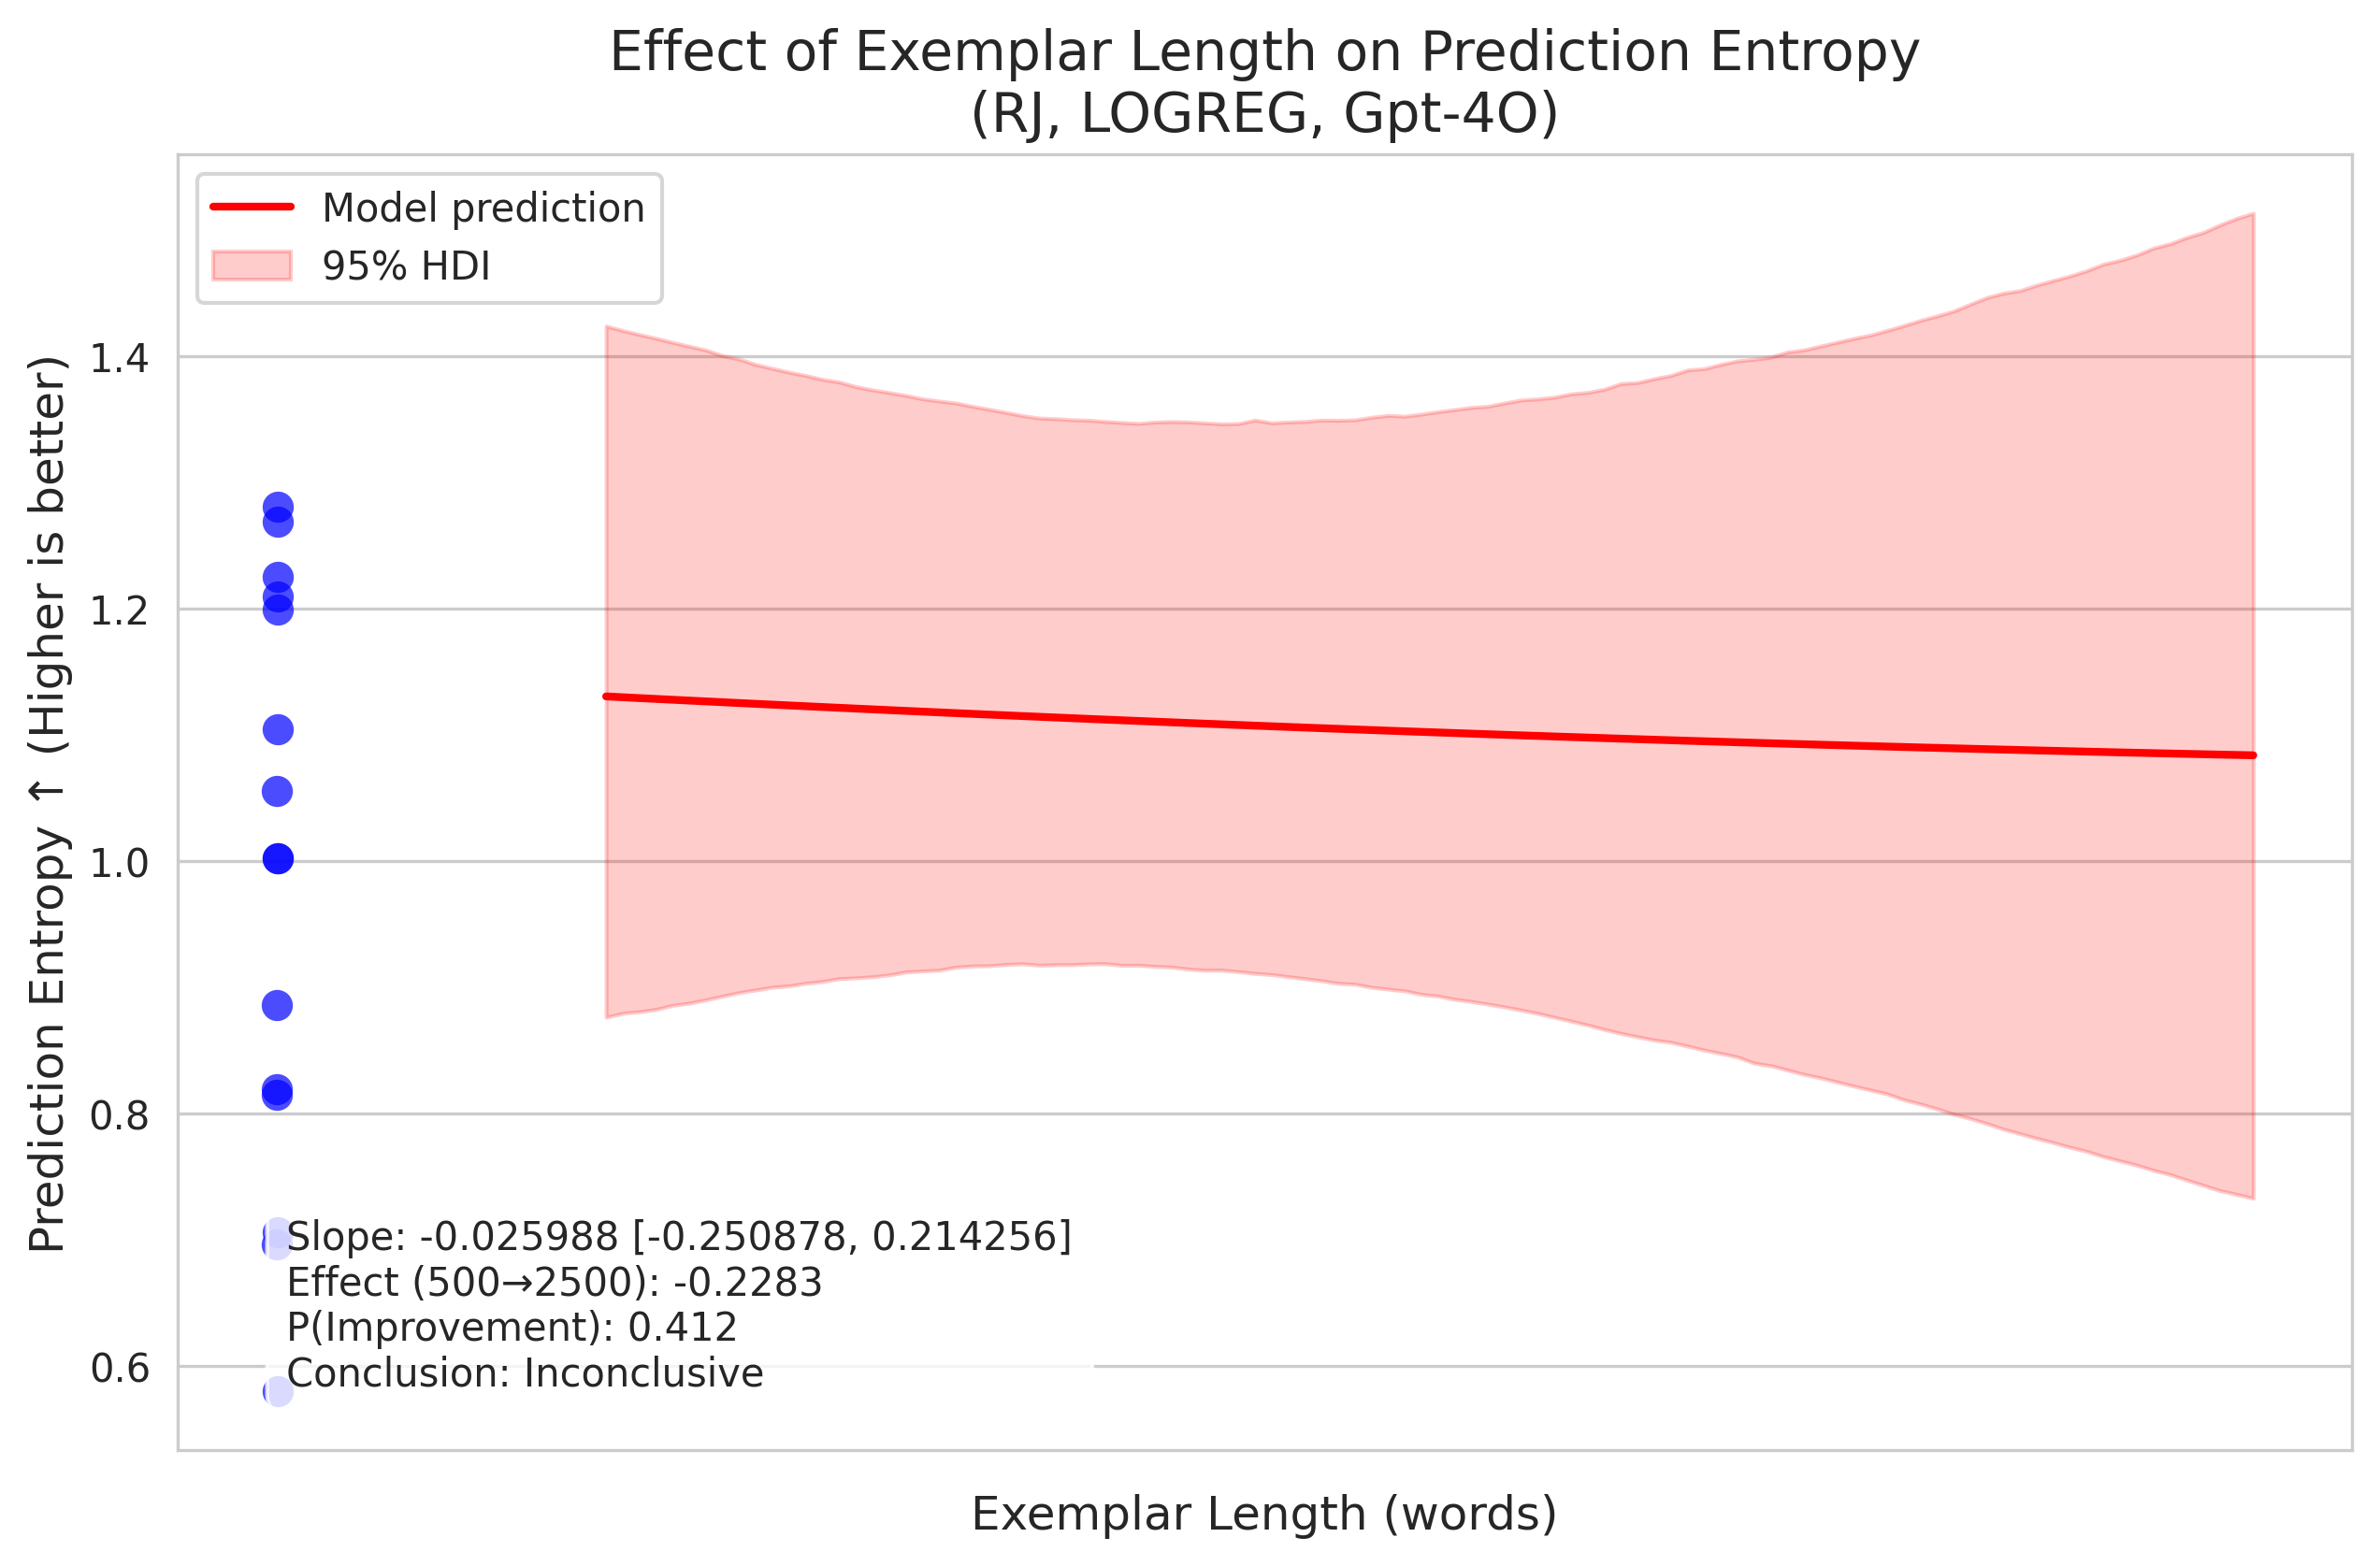 Effect of Exemplar Length on Prediction Entropy
(RJ, LOGREG, Gpt-4O)
Model prediction
95% HDI
Prediction Entropy ↑ (Higher is better)
1.4
1.2
1.0
0.8
0.6
Slope: -0.025988 [-0.250878, 0.214256]
Effect (500→2500): -0.2283
P(Improvement): 0.412
Conclusion: Inconclusive
Exemplar Length (words)